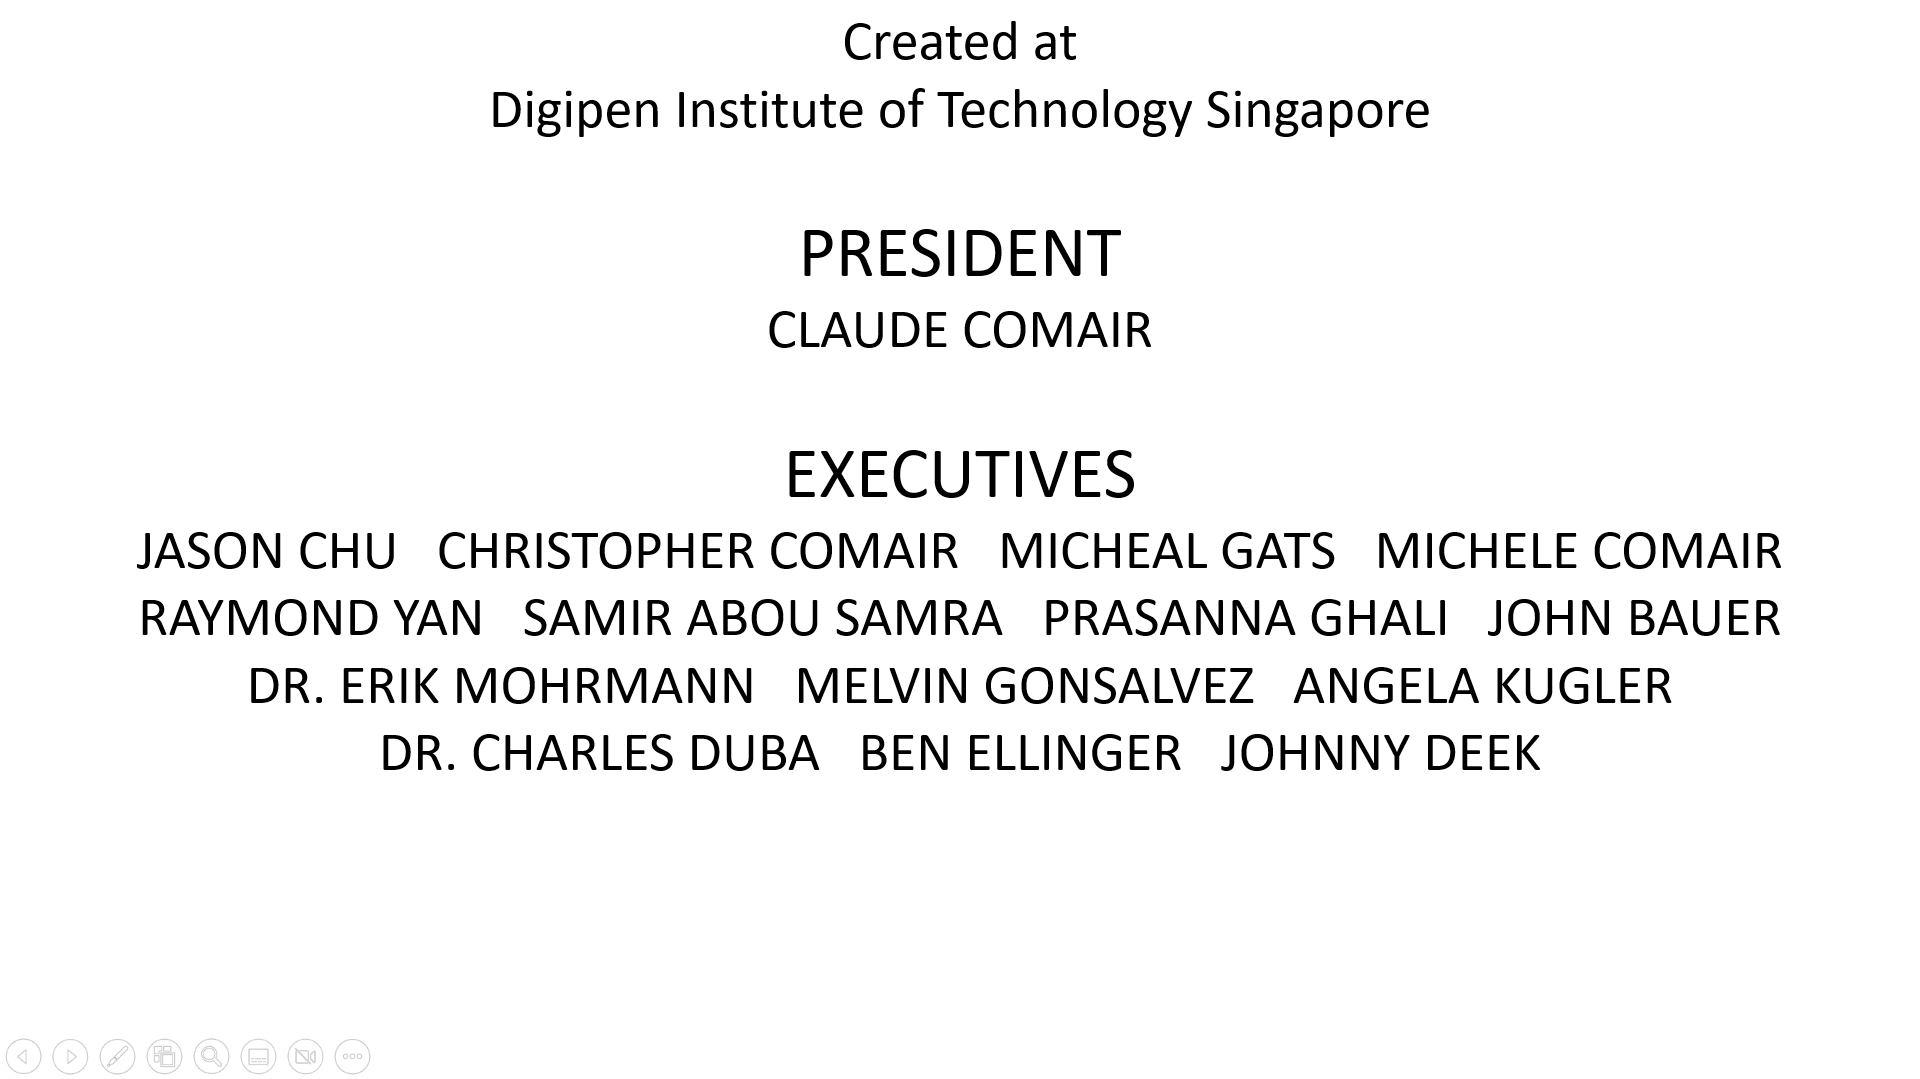 Created at
Digipen Institute of Technology Singapore
PRESIDENT
CLAUDE COMAIR
EXECUTIVES
JASON CHU   CHRISTOPHER COMAIR   MICHEAL GATS   MICHELE COMAIR
RAYMOND YAN   SAMIR ABOU SAMRA   PRASANNA GHALI   JOHN BAUER
DR. ERIK MOHRMANN   MELVIN GONSALVEZ   ANGELA KUGLER
DR. CHARLES DUBA   BEN ELLINGER   JOHNNY DEEK